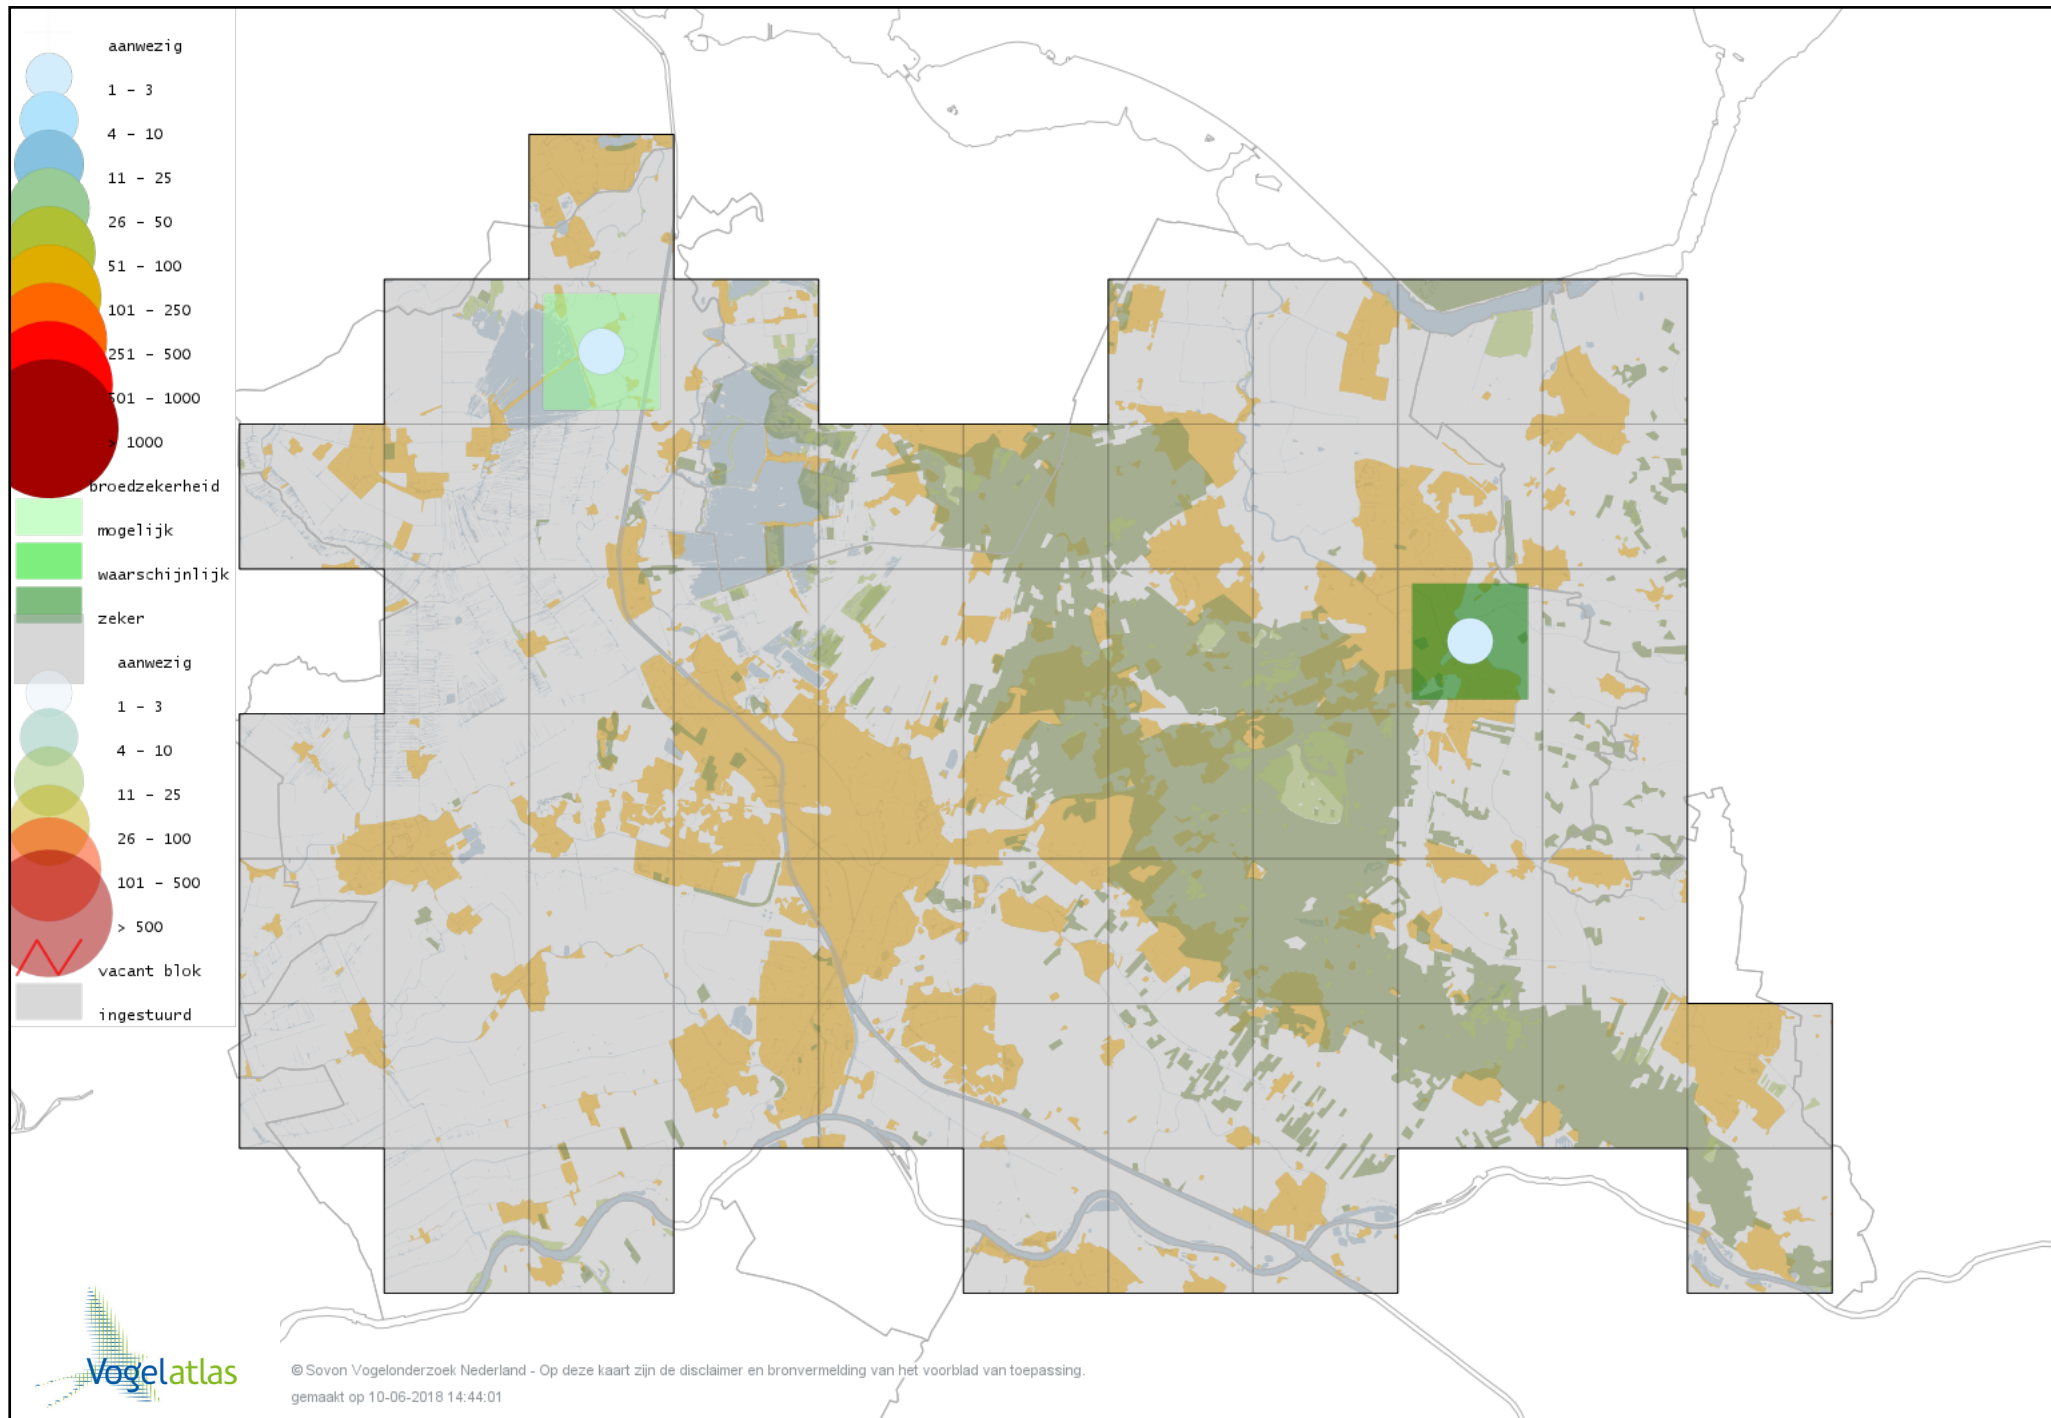 aanwezig
1 - 3
4 - 10
11 - 25
26 - 50
51 - 100
101 - 250
251 - 500
501 - 1000
> 1000
broedzekerheid
mogelijk
waarschijnlijk
zeker
aanwezig
1 - 3
4 - 10
11 - 25
26 - 100
101 - 500
> 500
vacant blok
ingestuurd
Vogelatlas
© Sovon Vogelonderzoek Nederland - Op deze kaart zijn de disclaimer en bronvermelding van het voorblad van toepassing.
gemaakt op 10-06-2018 14:44:01